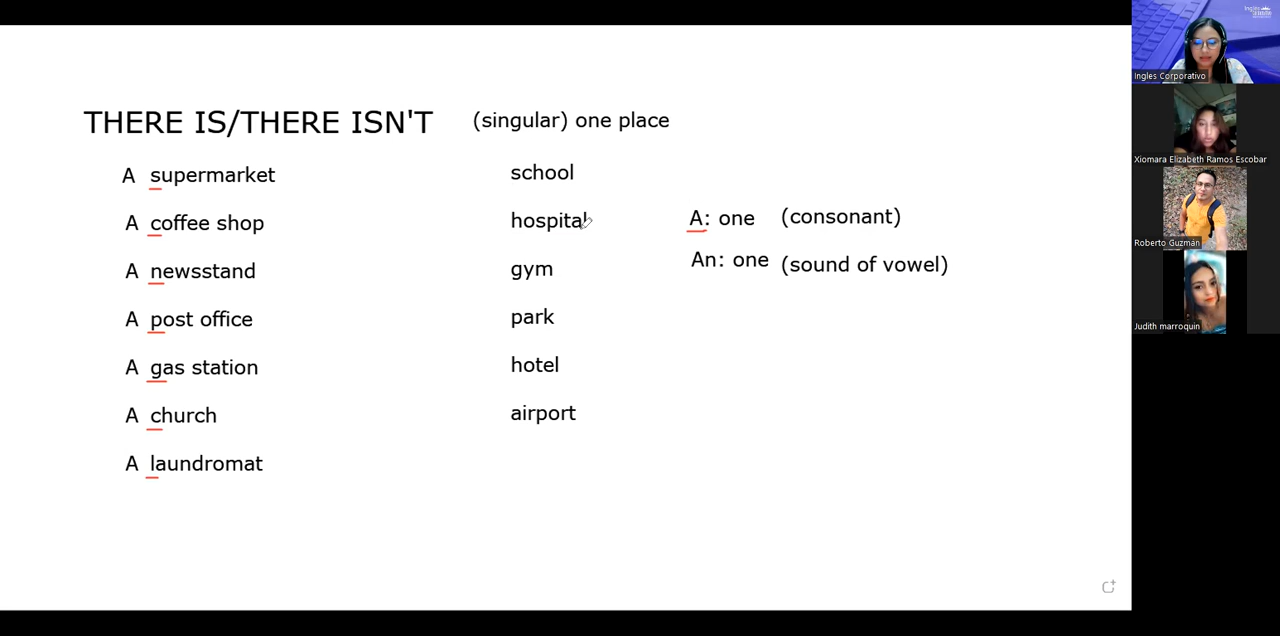 THERE IS/THERE ISN'T (singular) one place
A supermarket
A coffee shop
A newsstand
A post office
A gas station
A church
A laundromat
school
hospital
gym
park
hotel
airport
A: one (consonant)
An: one (sound of vowel)
Ingles Corporativo
Xiomara Elizabeth Ramos Escobar
Roberto Guzmán
Judith marroquin